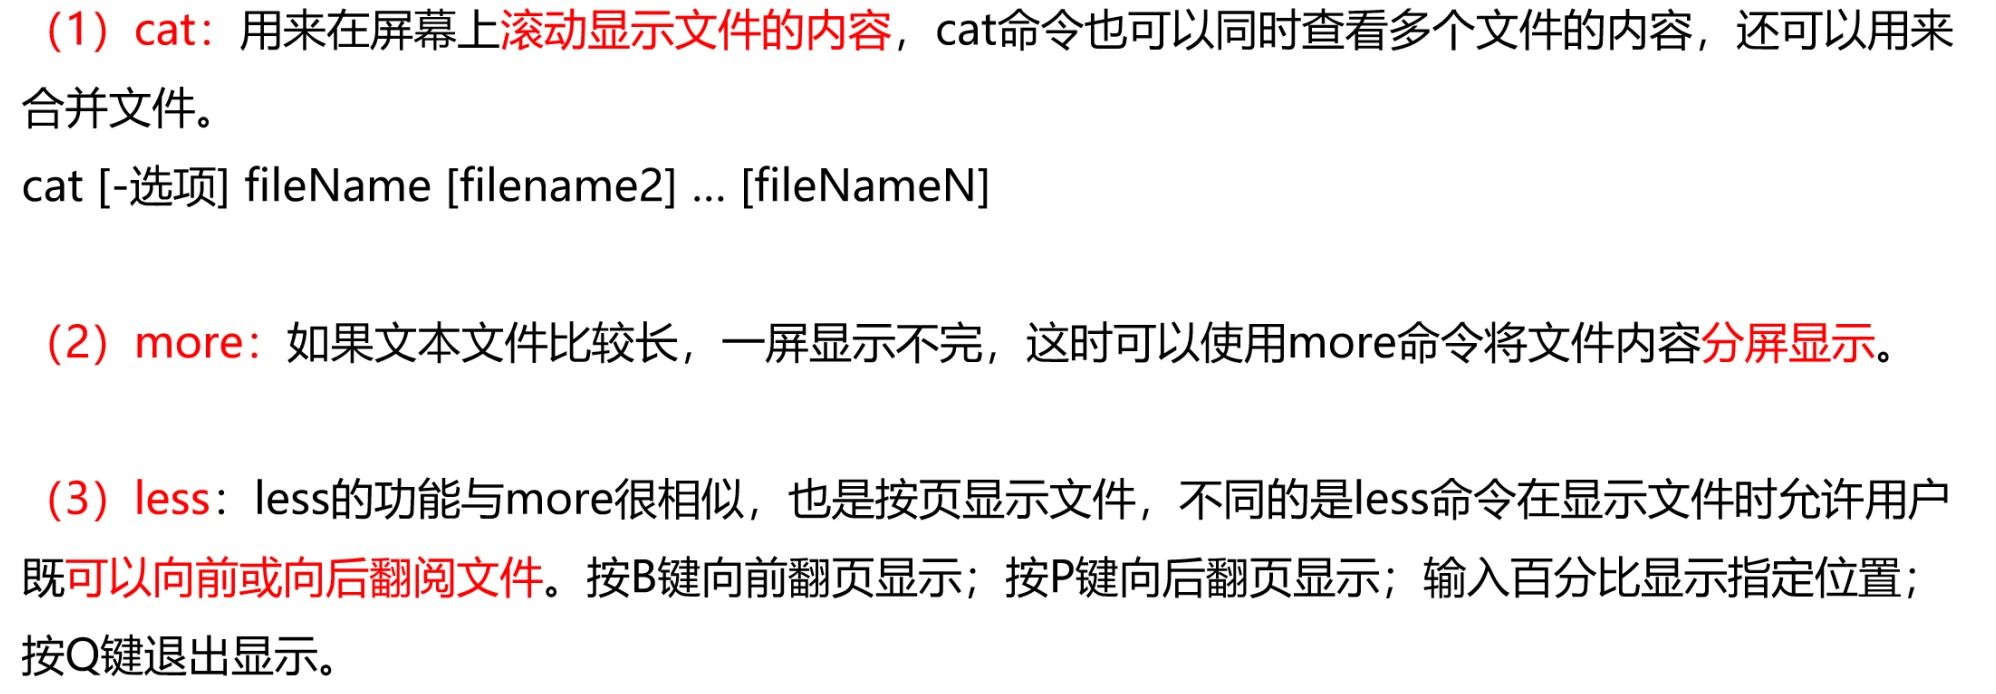 （1）cat：用来在屏幕上滚动显示文件的内容，cat命令也可以同时查看多个文件的内容，还可以用来
合并文件。
cat [-选项] fileName [filename2] … [fileNameN]
（2）more：如果文本文件比较长，一屏显示不完，这时可以使用more命令将文件内容分屏显示。
（3）less：less的功能与more很相似，也是按页显示文件，不同的是less命令在显示文件时允许用户
既可以向前或向后翻阅文件。按B键向前翻页显示；按P键向后翻页显示；输入百分比显示指定位置；
按Q键退出显示。